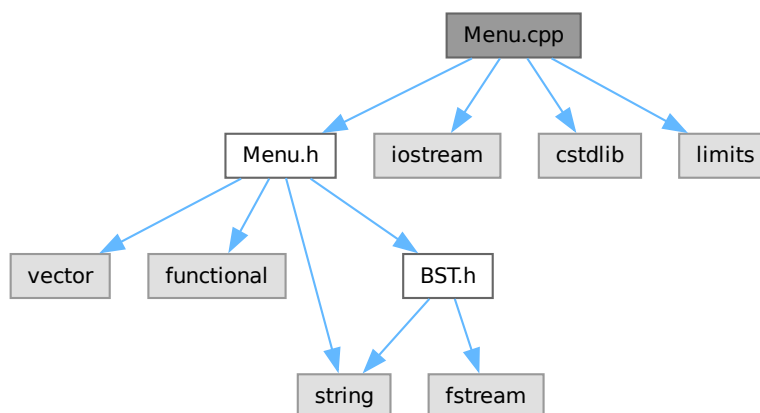 Menu.cpp
Menu.h
iostream
cstdlib
limits
vector
functional
BST.h
string
fstream